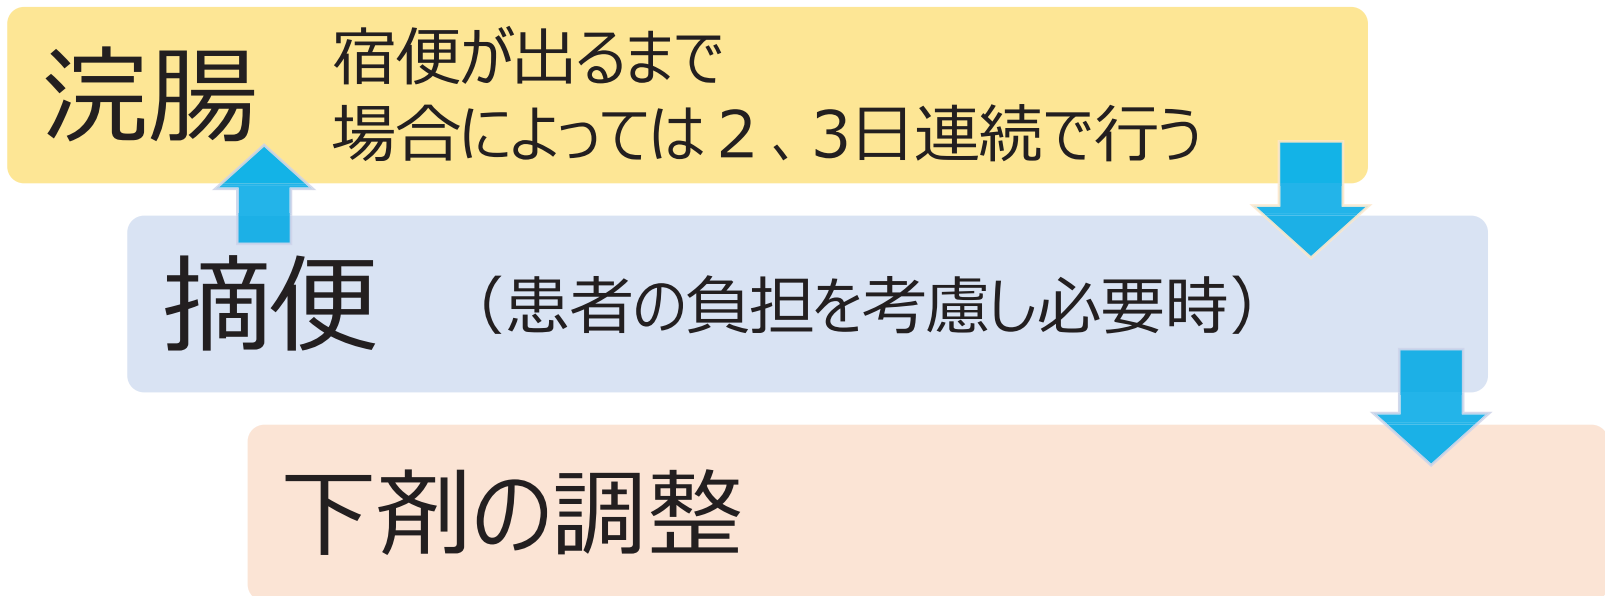 浣腸
宿便が出るまで
場合によっては２、3日連続で行う
摘便
（患者の負担を考慮し必要時）
下剤の調整